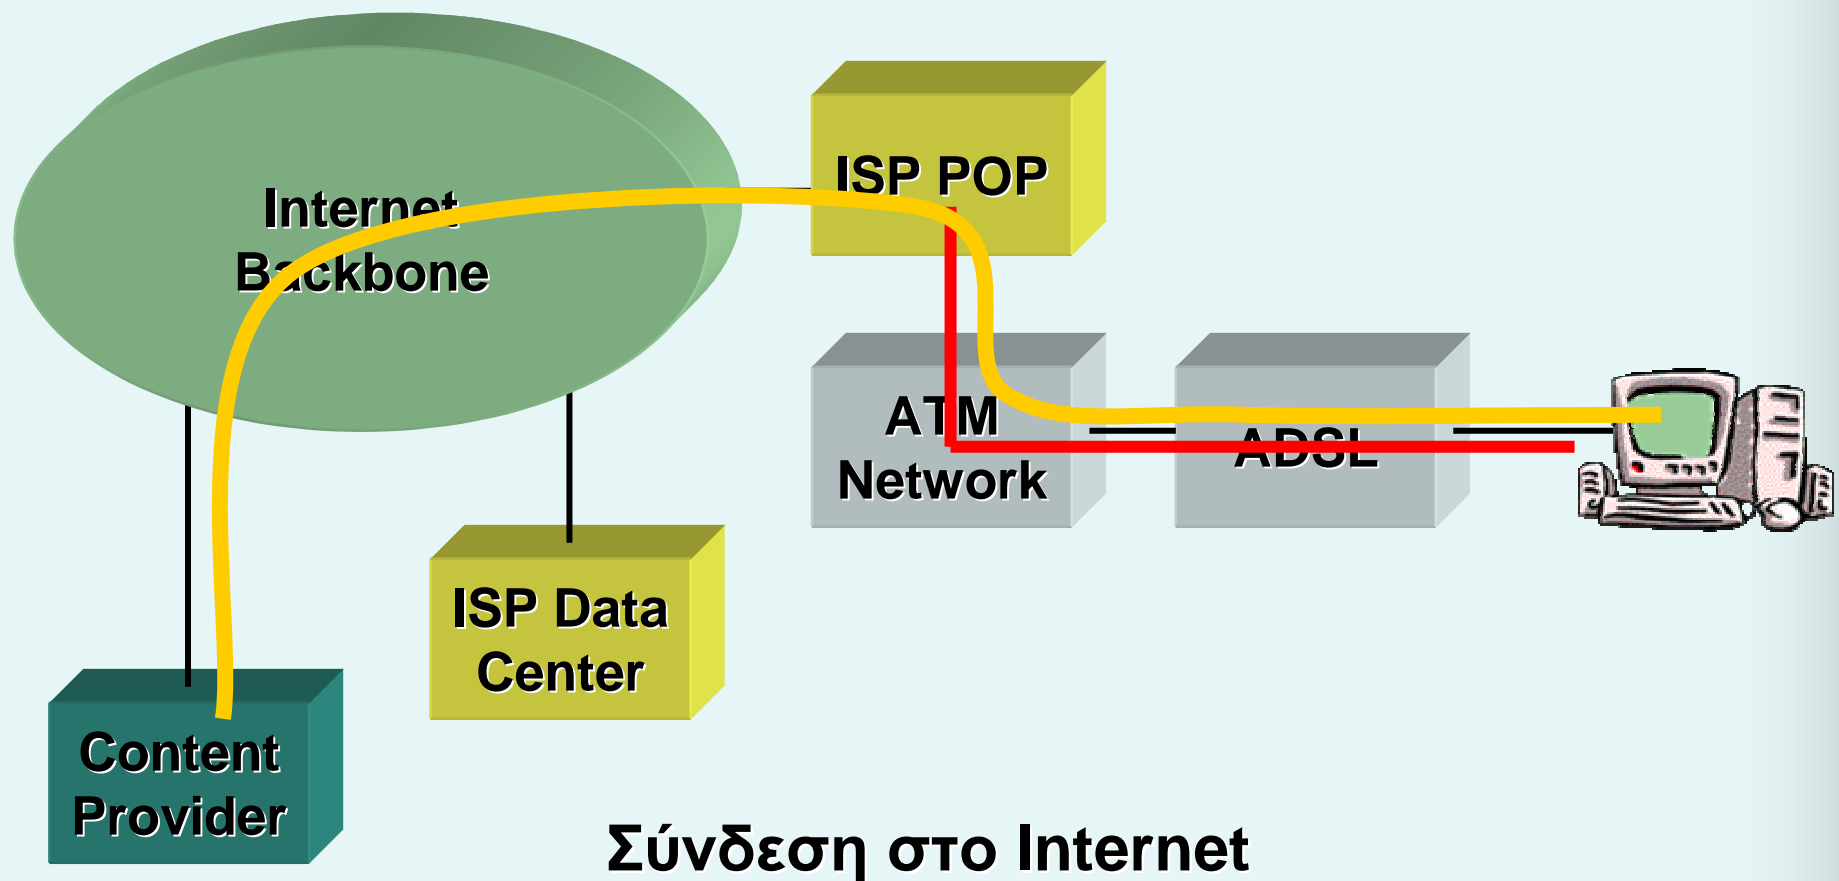 Internet
Backbone
ISP POP
ATM
Network
ADSL
ISP Data
Center
Content
Provider
Σύνδεση στο Internet